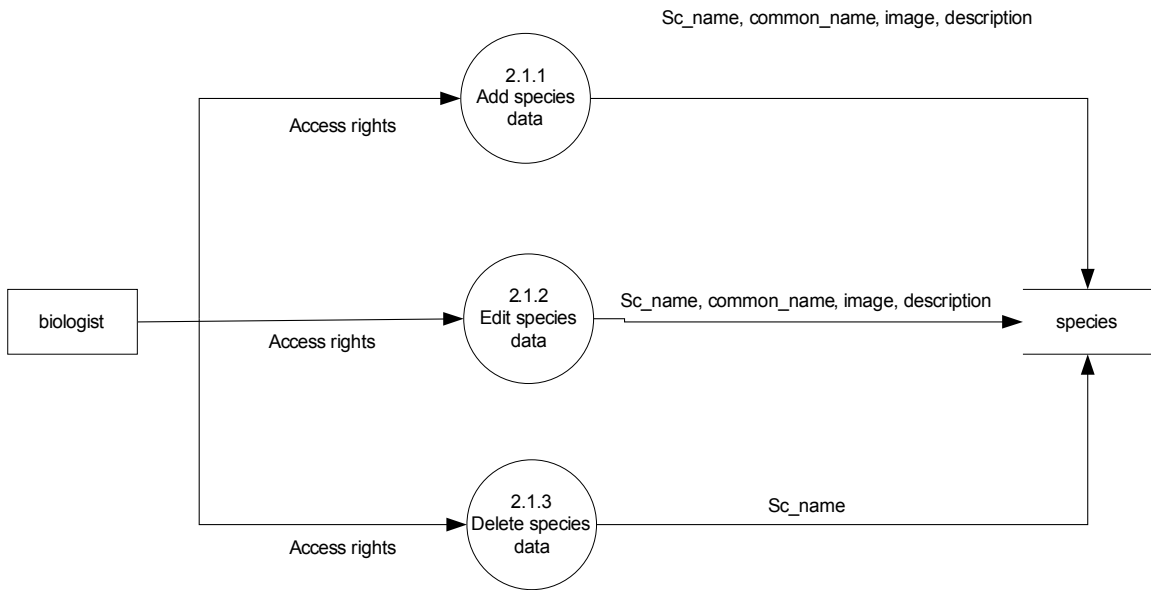 Sc_name, common_name, image, description
2.1.1
Add species
data
Access rights
biologist
2.1.2
Edit species
data
Access rights
Sc_name, common_name, image, description
species
2.1.3
Delete species
data
Access rights
Sc_name